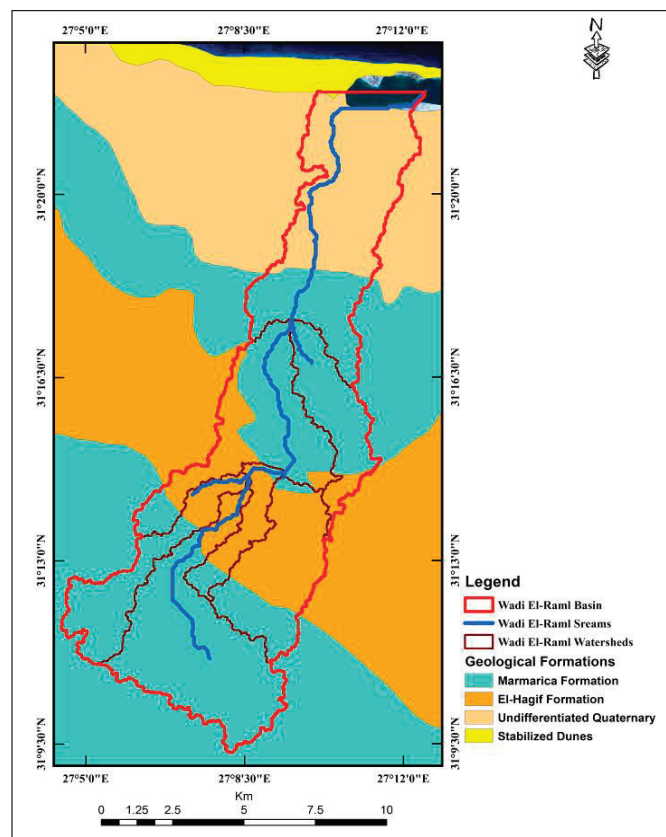 27°5'0"E 27°8'30"E 27°12'0"E
N
31°20'0"N 31°20'0"N
31°16'30"N 31°16'30"N
31°13'0"N 31°13'0"N
31°9'30"N 31°9'30"N
Legend
Wadi El-Raml Basin
Wadi El-Raml Sreams
Wadi El-Raml Watersheds
Geological Formations
Marmarica Formation
El-Hagif Formation
Undifferentiated Quaternary
Stabilized Dunes
27°5'0"E 27°8'30"E 27°12'0"E
Km
0 1.25 2.5 5 7.5 10